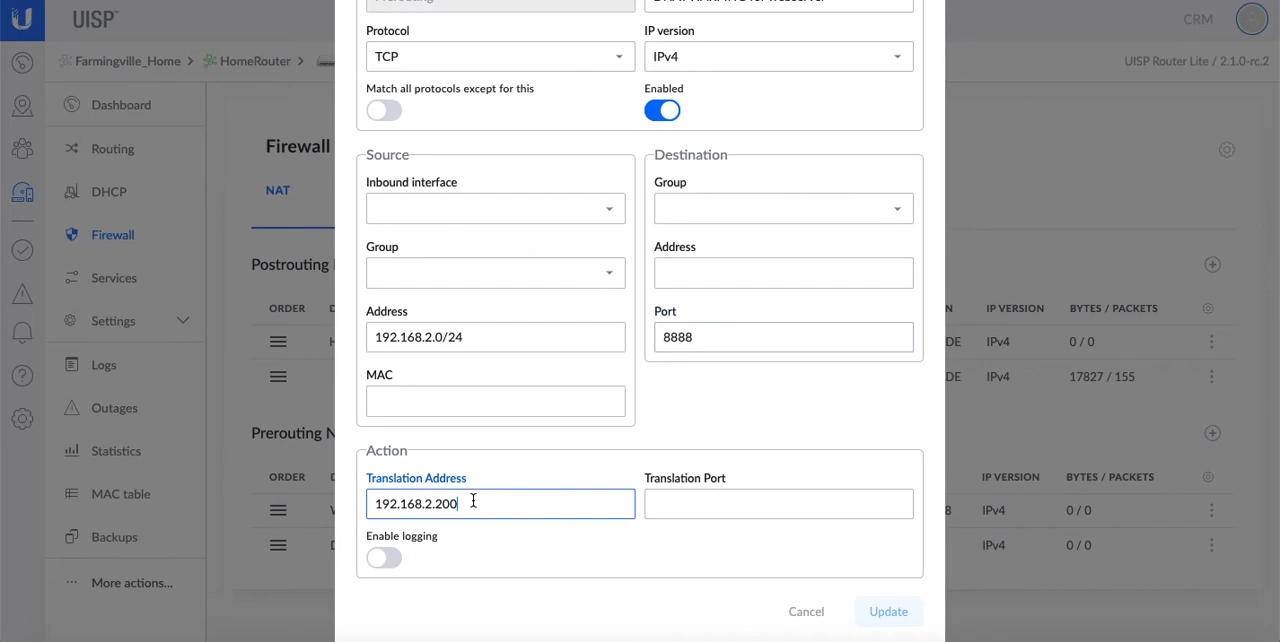 UISP™
CRM
Farmingville_Home
HomeRouter
UISP Router Lite / 2.1.0-rc.2
Dashboard
Routing
DHCP
Firewall
Services
Settings
Logs
Outages
Statistics
MAC table
Backups
More actions...
Firewall
NAT
Postrouting
ORDER
IP VERSION
BYTES / PACKETS
DE
IPv4
0 / 0
DE
IPv4
17827 / 155
Prerouting N
ORDER
IP VERSION
BYTES / PACKETS
8
IPv4
0 / 0
IPv4
0 / 0
Protocol
IP version
TCP
IPv4
Match all protocols except for this
Enabled
Source
Destination
Inbound interface
Group
Group
Address
Address
Port
192.168.2.0/24
8888
MAC
Action
Translation Address
Translation Port
192.168.2.200
Enable logging
Cancel
Update